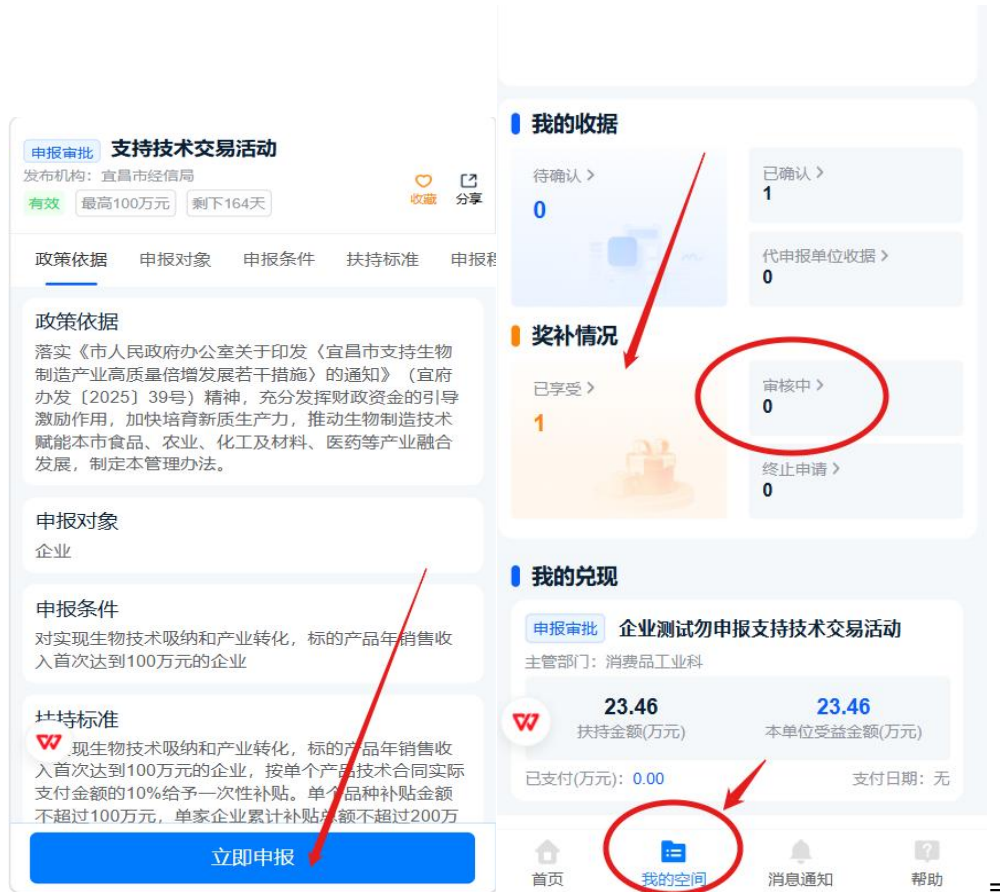 申报审批 支持技术交易活动
发布机构：宜昌市经信局
有效 最高100万元 剩下164天
收藏 分享
政策依据 申报对象 申报条件 扶持标准 申报程
政策依据
落实《市人民政府办公室关于印发〈宜昌市支持生物
制造产业高质量倍增发展若干措施〉的通知》（宜府
办发〔2025〕39号）精神，充分发挥财政资金的引导
激励作用，加快培育新质生产力，推动生物制造技术
赋能本市食品、农业、化工及材料、医药等产业融合
发展，制定本管理办法。
申报对象
企业
申报条件
对实现生物技术吸纳和产业转化，标的产品年销售收
入首次达到100万元的企业
扶持标准
现生物技术吸纳和产业转化，标的产品年销售收
入首次达到100万元的企业，按单个产品技术合同实际
支付金额的10%给予一次性补贴。单个品种补贴金额
不超过100万元，单家企业累计补贴总额不超过200万
立即申报
我的收据
待确认 >
0
已确认 >
1
代申报单位收据 >
0
奖补情况
已享受 >
1
审核中 >
0
终止申请 >
0
我的兑现
申报审批 企业测试勿申报支持技术交易活动
主管部门：消费品工业科
23.46 23.46
扶持金额(万元) 本单位受益金额(万元)
已支付(万元)：0.00 支付日期：无
首页 我的空间 消息通知 帮助